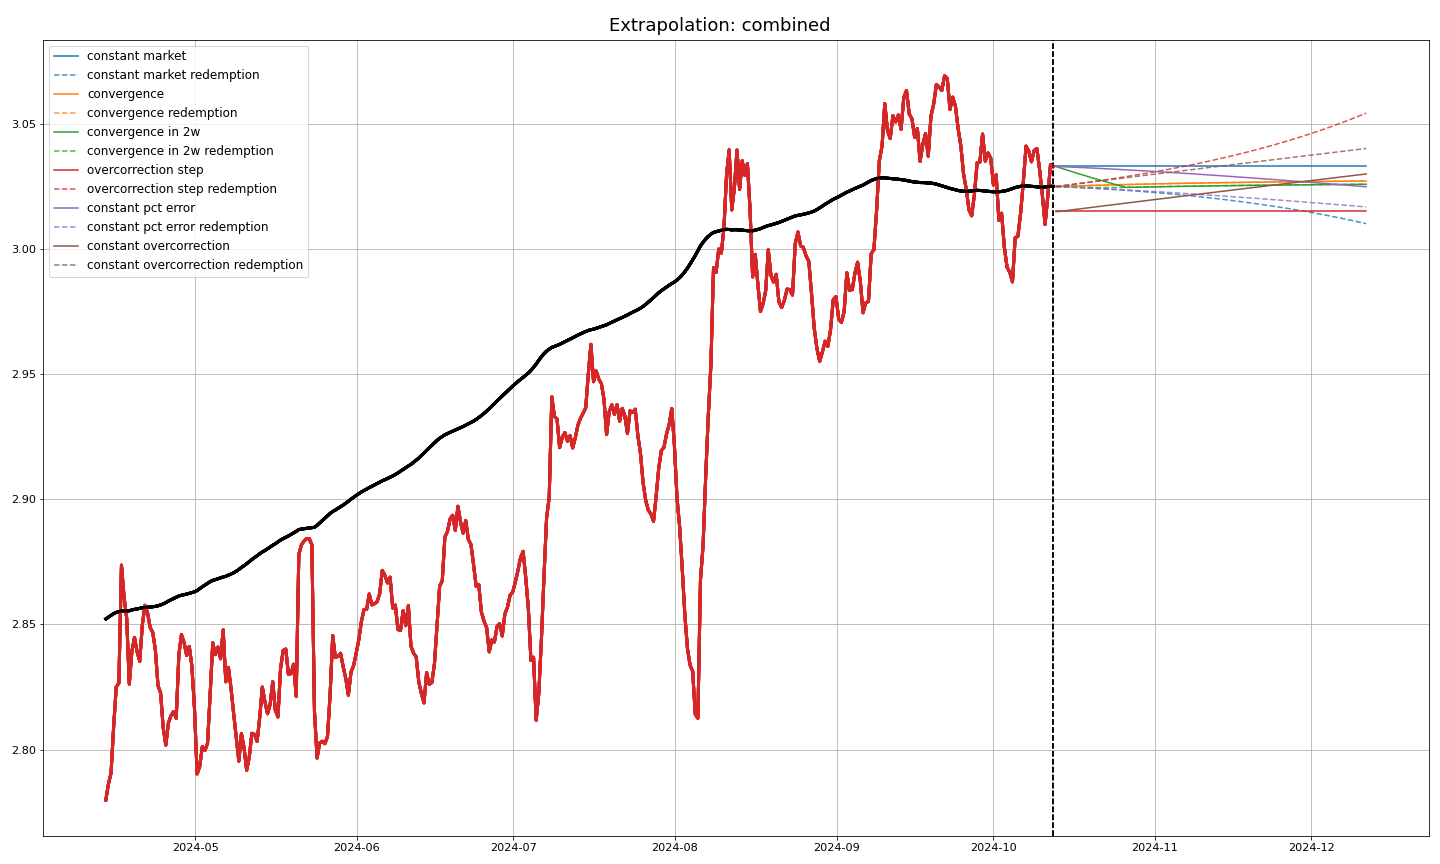 Extrapolation: combined
constant market
constant market redemption
convergence
convergence redemption
convergence in 2w
convergence in 2w redemption
overcorrection step
overcorrection step redemption
constant pct error
constant pct error redemption
constant overcorrection
constant overcorrection redemption
3.05
3.00
2.95
2.90
2.85
2.80
2024-05
2024-06
2024-07
2024-08
2024-09
2024-10
2024-11
2024-12